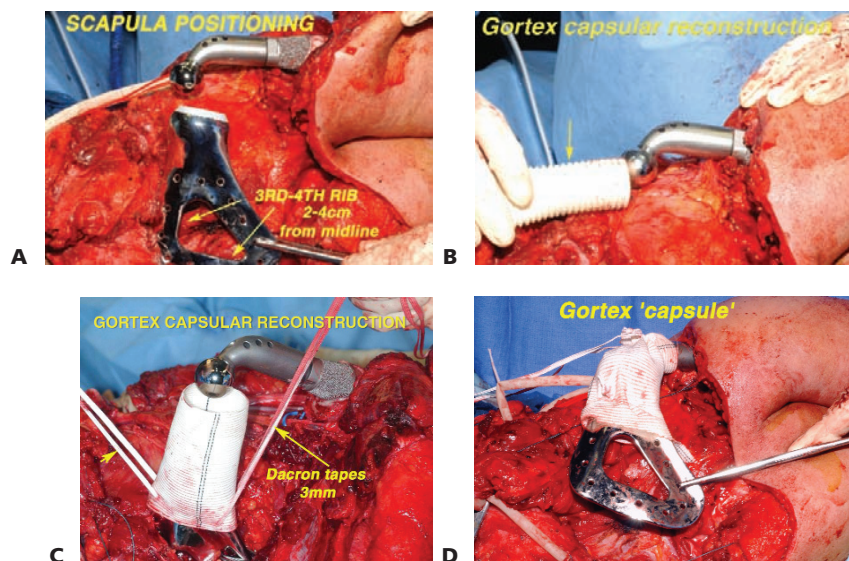 SCAPULA POSITIONING
3RD-4TH RIB
2-4cm
from midline
A
Gortex capsular reconstruction
B
GORTEX CAPSULAR RECONSTRUCTION
Dacron tapes
3mm
C
Gortex 'capsule'
D